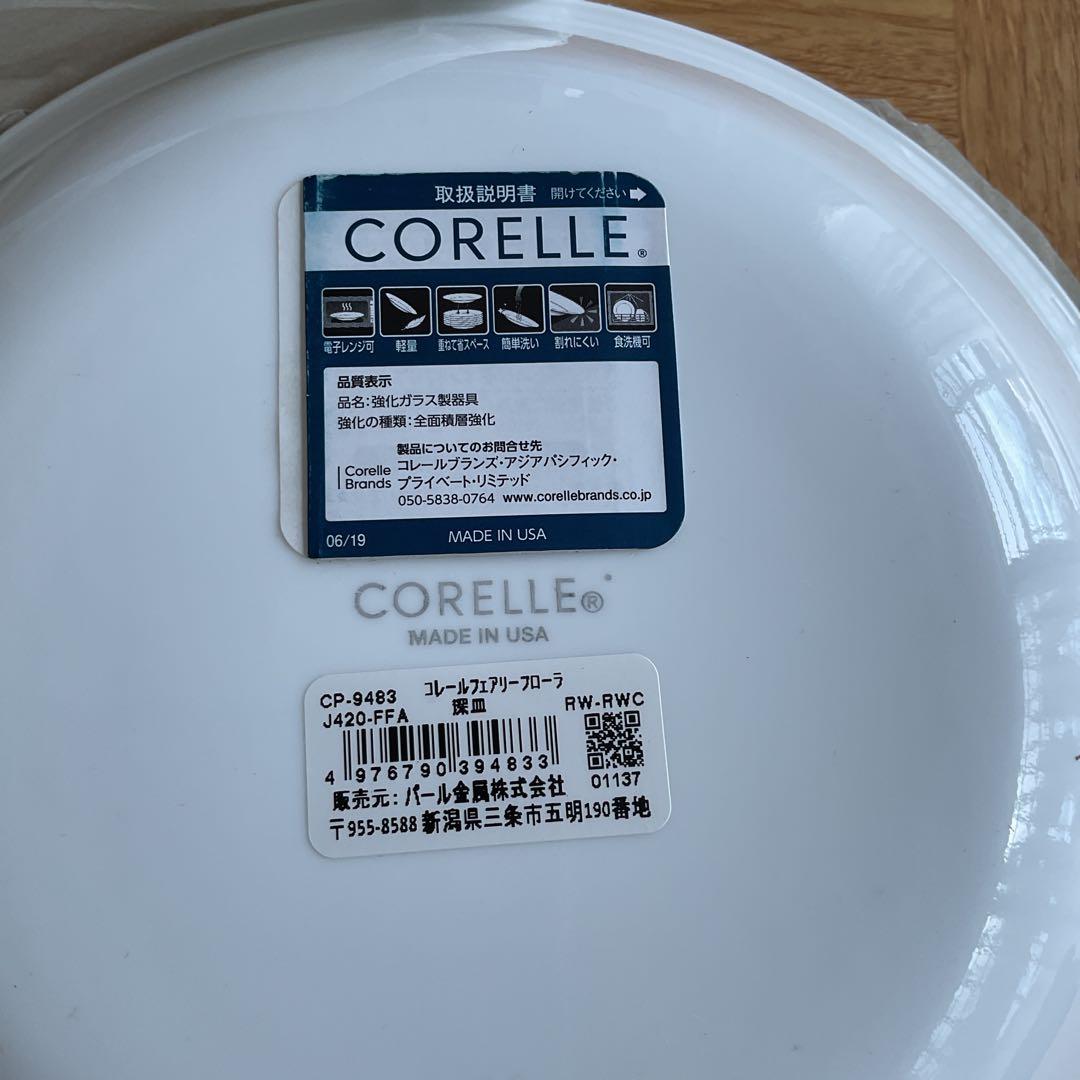 取扱説明書 開けてください
CORELLE®
電子レンジ可 軽量 重ねて省スペース 簡単洗い 割れにくい 食洗機可
品質表示
品名:強化ガラス製器具
強化の種類:全面積層強化
製品についてのお問合せ先
Corelle Brands
コレールブランズ・アジアパシフィック・
プライベート・リミテッド
050-5838-0764 www.corellebrands.co.jp
06/19 MADE IN USA
CORELLE®
MADE IN USA
CP-9483 コレールフェアリーフローラ
J420-FFA 深皿 RW-RWC
4 976790 394833 01137
販売元:パール金属株式会社
〒955-8588 新潟県三条市五明190番地